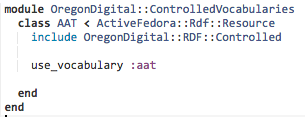 module OregonDigital::ControlledVocabularies
  class AAT < ActiveFedora::Rdf::Resource
    include OregonDigital::RDF::Controlled

    use_vocabulary :aat

  end
end